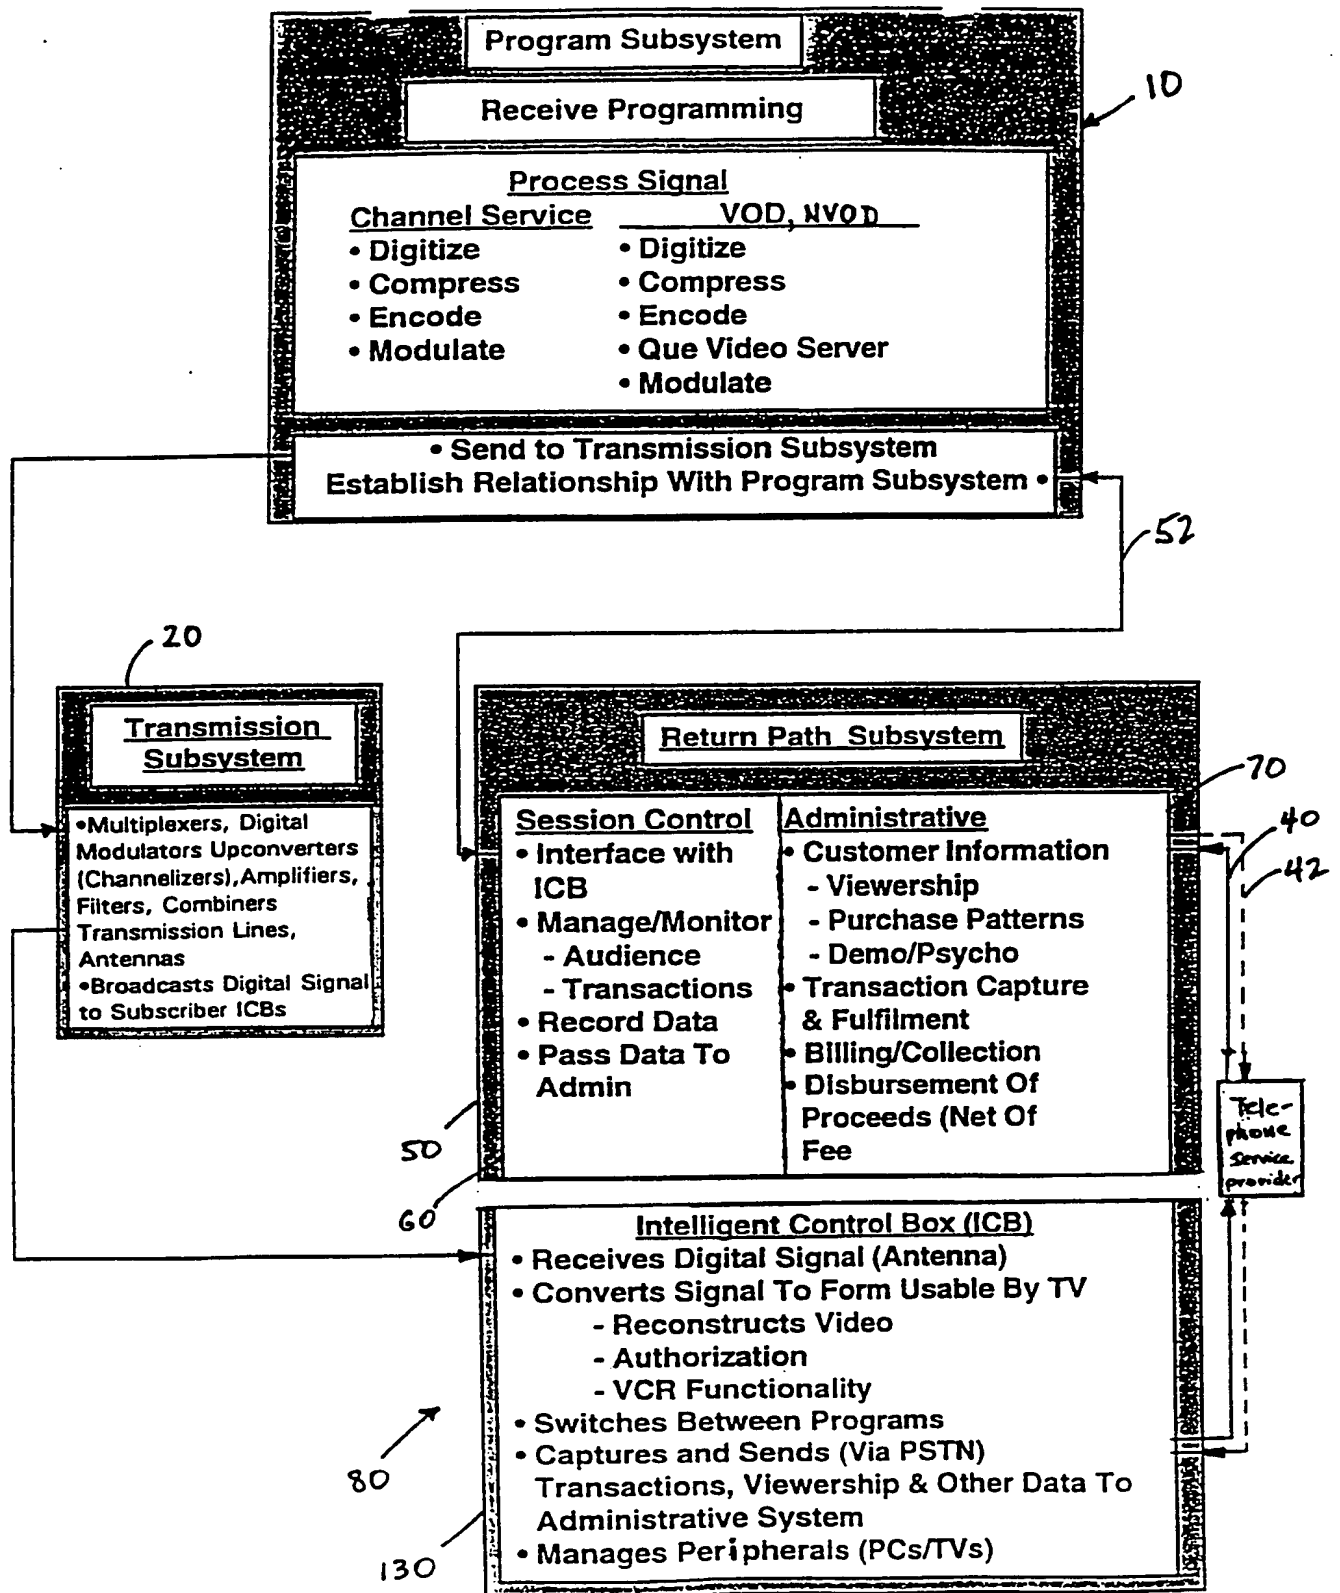 Program Subsystem
Receive Programming
10
Process Signal
Channel Service
• Digitize
• Compress
• Encode
• Modulate
VOD, NVOD
• Digitize
• Compress
• Encode
• Que Video Server
• Modulate
• Send to Transmission Subsystem
Establish Relationship With Program Subsystem •
52
20
Transmission
Subsystem
•Multiplexers, Digital
Modulators Upconverters
(Channelizers),Amplifiers,
Filters, Combiners
Transmission Lines,
Antennas
•Broadcasts Digital Signal
to Subscriber ICBs
Return Path Subsystem
70
40
42
Session Control
• Interface with
ICB
• Manage/Monitor
- Audience
- Transactions
• Record Data
• Pass Data To
Admin
Administrative
• Customer Information
- Viewership
- Purchase Patterns
- Demo/Psycho
• Transaction Capture
& Fulfilment
• Billing/Collection
• Disbursement Of
Proceeds (Net Of
Fee
50
60
Tele-
phone
service
provider
Intelligent Control Box (ICB)
• Receives Digital Signal (Antenna)
• Converts Signal To Form Usable By TV
- Reconstructs Video
- Authorization
- VCR Functionality
• Switches Between Programs
• Captures and Sends (Via PSTN)
Transactions, Viewership & Other Data To
Administrative System
• Manages Peripherals (PCs/TVs)
80
130